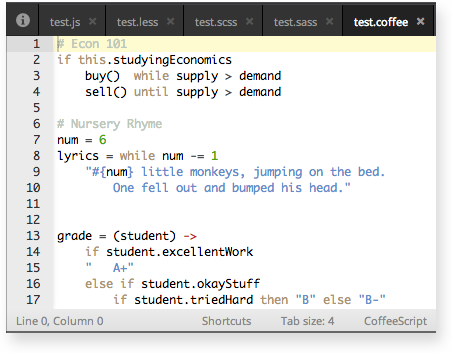 test.js × test.less × test.scss × test.sass × test.coffee ×
1 # Econ 101
2 if this.studyingEconomics
3     buy()  while supply > demand
4     sell() until supply > demand
5
6 # Nursery Rhyme
7 num = 6
8 lyrics = while num -= 1
9     "#{num} little monkeys, jumping on the bed.
10         One fell out and bumped his head."
11
12
13 grade = (student) ->
14     if student.excellentWork
15     "   A+"
16     else if student.okayStuff
17         if student.triedHard then "B" else "B-"
Line 0, Column 0 Shortcuts Tab size: 4 CoffeeScript